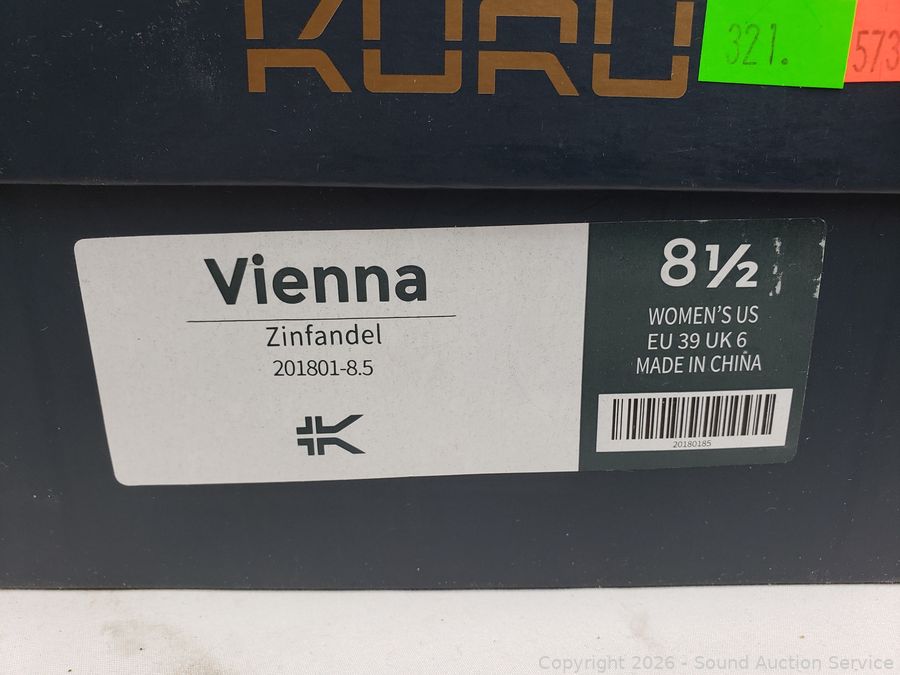 KURU
321.
573
Vienna
Zinfandel
201801-8.5
8½
WOMEN'S US
EU 39 UK 6
MADE IN CHINA
20180185
Copyright 2026 - Sound Auction Service